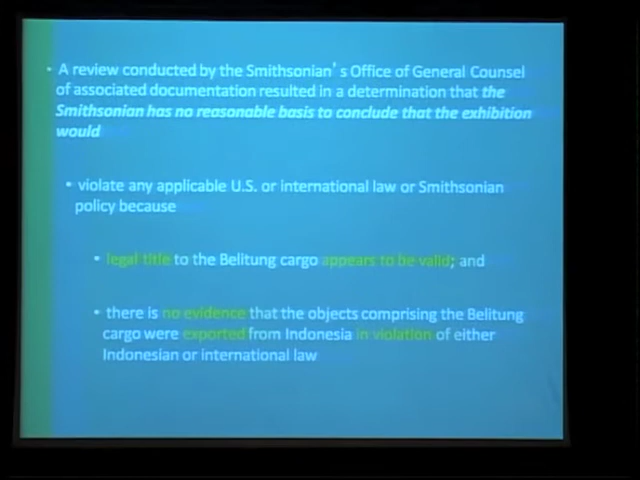 • A review conducted by the Smithsonian's Office of General Counsel
of associated documentation resulted in a determination that the
Smithsonian has no reasonable basis to conclude that the exhibition
would
• violate any applicable U.S. or international law or Smithsonian
policy because
• legal title to the Belitung cargo appears to be valid; and
• there is no evidence that the objects comprising the Belitung
cargo were exported from Indonesia in violation of either
Indonesian or international law